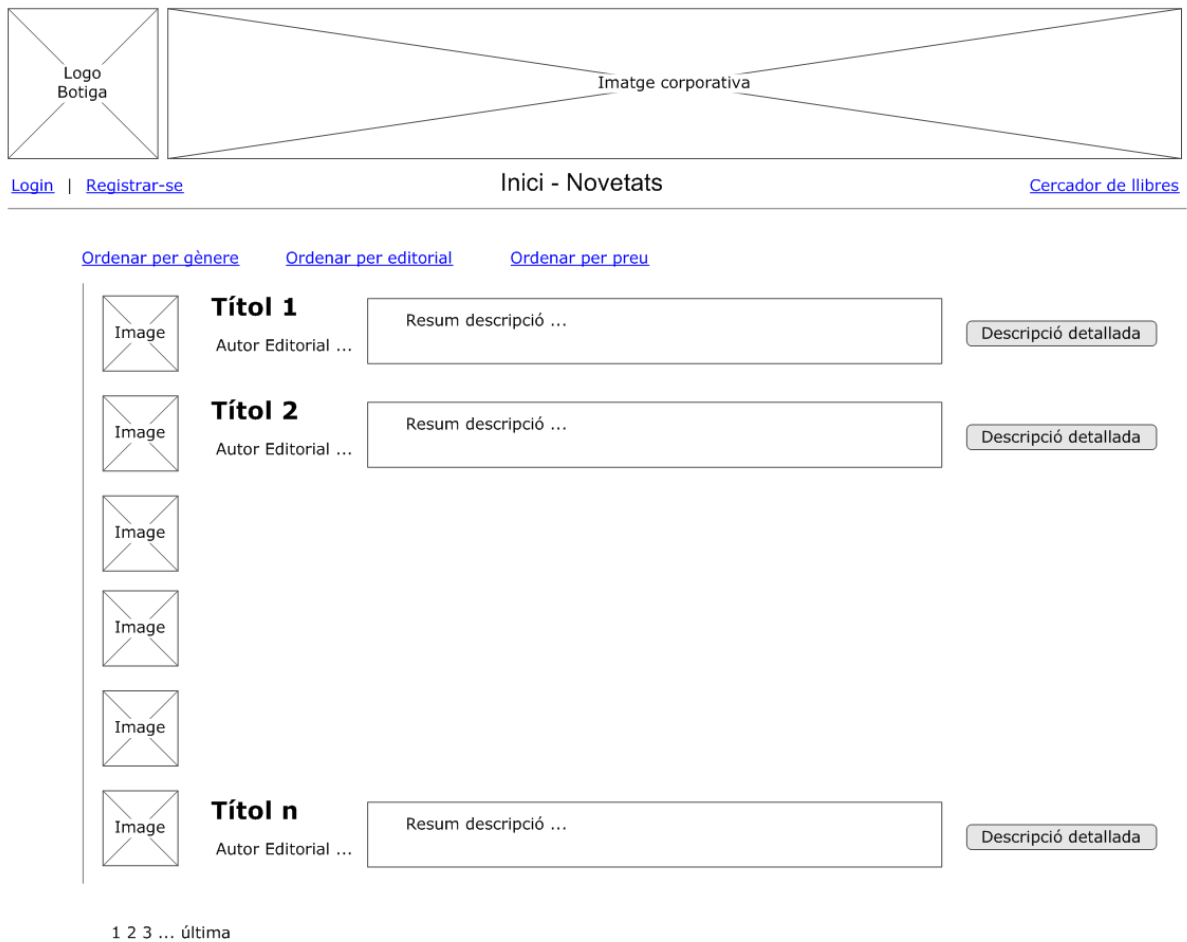 Logo
Botiga
Imatge corporativa
Login | Registrar-se
Inici - Novetats
Cercador de llibres
Ordenar per gènere
Ordenar per editorial
Ordenar per preu
Image
Títol 1
Autor Editorial ...
Resum descripció ...
Descripció detallada
Image
Títol 2
Autor Editorial ...
Resum descripció ...
Descripció detallada
Image
Image
Image
Image
Títol n
Autor Editorial ...
Resum descripció ...
Descripció detallada
1 2 3 ... última